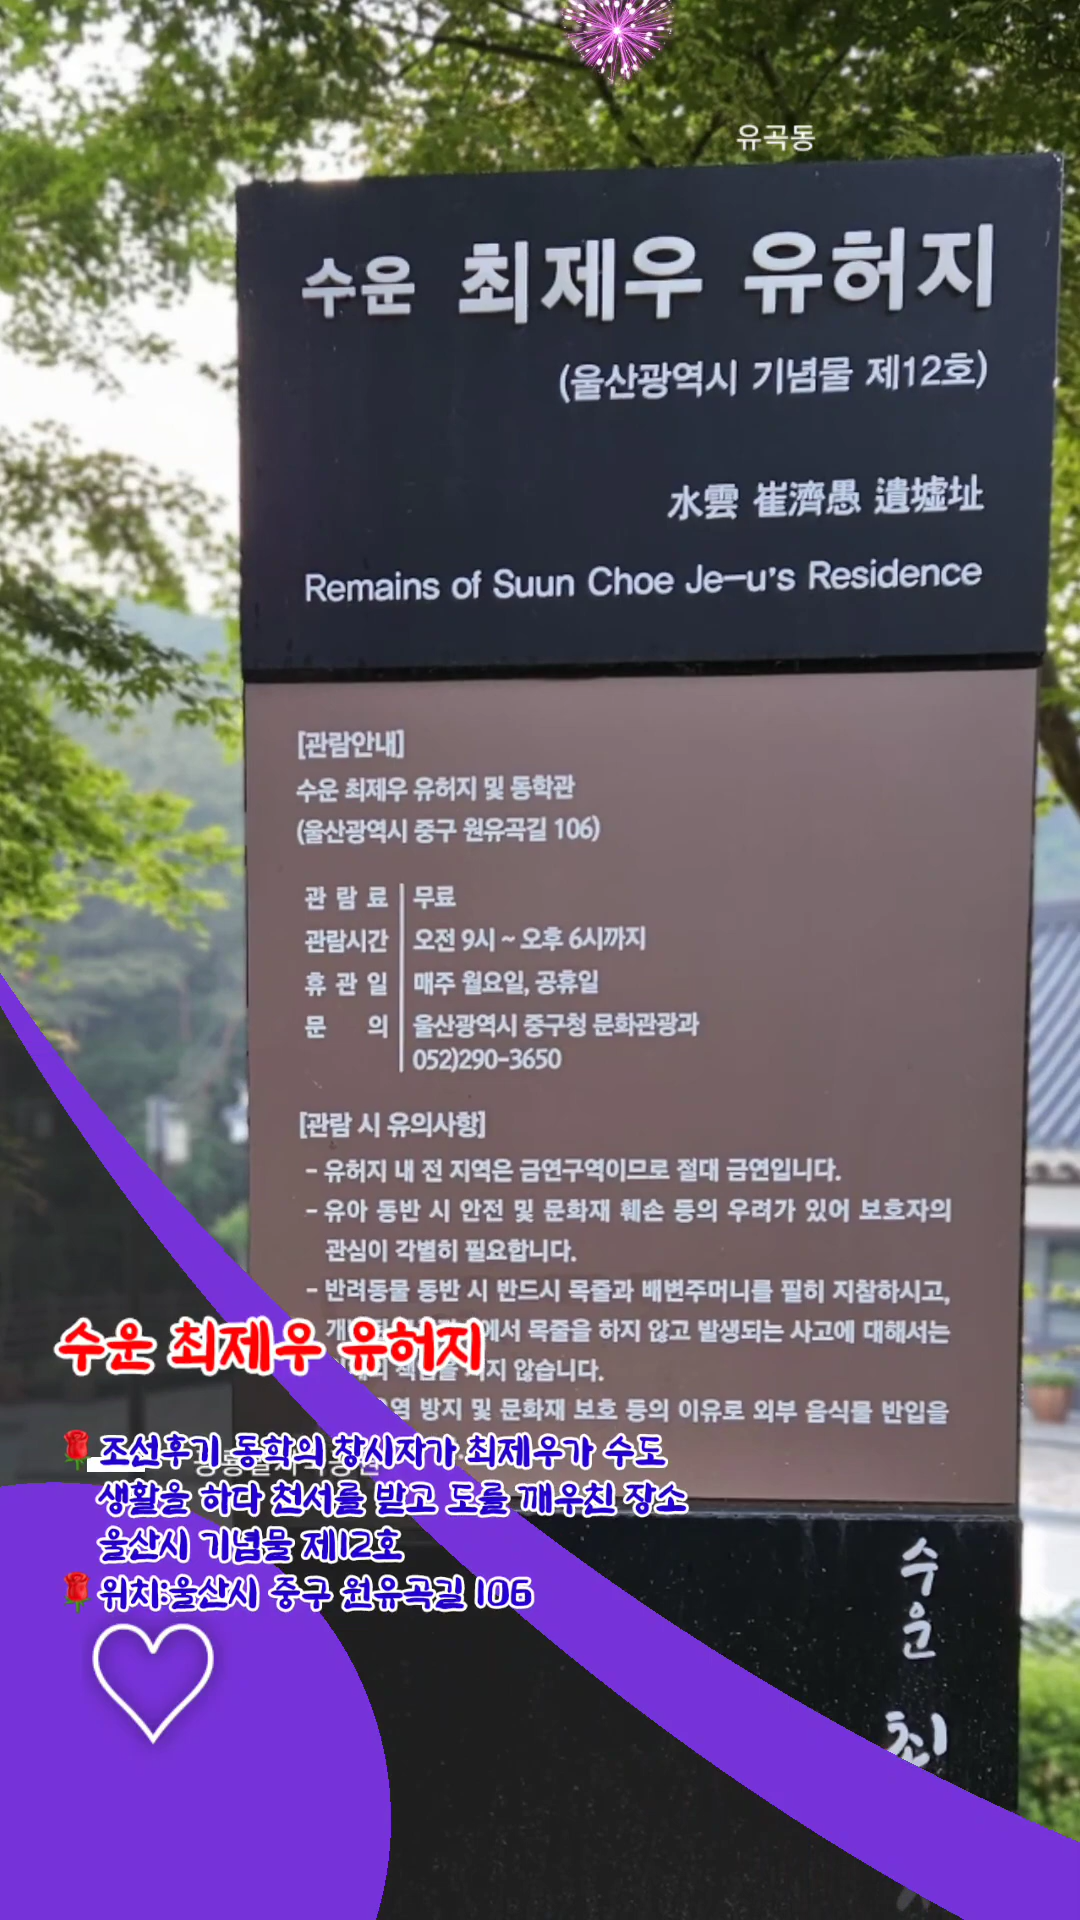 유곡동
수운 최제우 유허지
(울산광역시 기념물 제12호)
水雲 崔濟愚 遺墟址
Remains of Suun Choe Je-u's Residence
[관람안내]
수운 최제우 유허지 및 동학관
(울산광역시 중구 원유곡길 106)
관 람 료 무료
관람시간 오전 9시 ~ 오후 6시까지
휴 관 일 매주 월요일, 공휴일
문 의 울산광역시 중구청 문화관광과
052)290-3650
[관람 시 유의사항]
- 유허지 내 전 지역은 금연구역이므로 절대 금연입니다.
- 유아 동반 시 안전 및 문화재 훼손 등의 우려가 있어 보호자의
관심이 각별히 필요합니다.
- 반려동물 동반 시 반드시 목줄과 배변주머니를 필히 지참하시고,
에서 목줄을 하지 않고 발생되는 사고에 대해서는
책임을 지지 않습니다.
방지 및 문화재 보호 등의 이유로 외부 음식물 반입을
수운 최제우 유허지
조선후기 동학의 창시자가 최제우가 수도
생활을 하다 천서를 받고 도를 깨우친 장소
울산시 기념물 제12호
위치:울산시 중구 원유곡길 106
수운 최